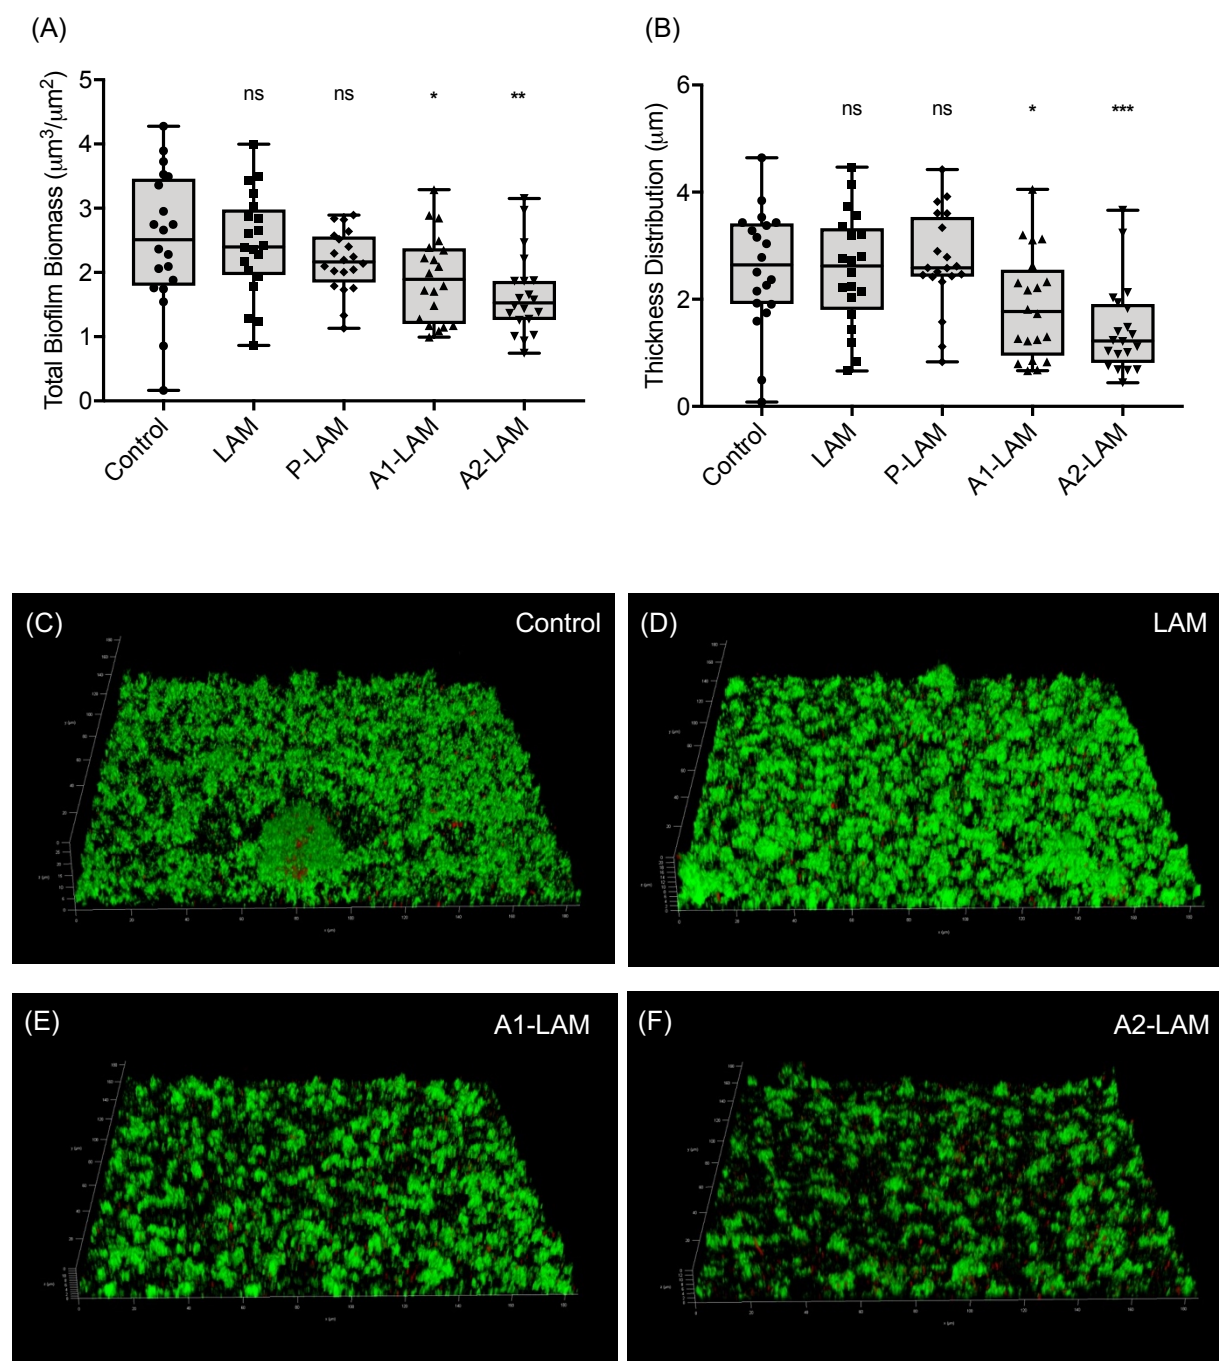 (A)
(B)
Total Biofilm Biomass (μm³/μm²)
5
4
3
2
1
0
ns
ns
*
**
Control
LAM
P-LAM
A1-LAM
A2-LAM
Thickness Distribution (μm)
6
4
2
0
ns
ns
*
***
Control
LAM
P-LAM
A1-LAM
A2-LAM
(C)
Control
(D)
LAM
(E)
A1-LAM
(F)
A2-LAM